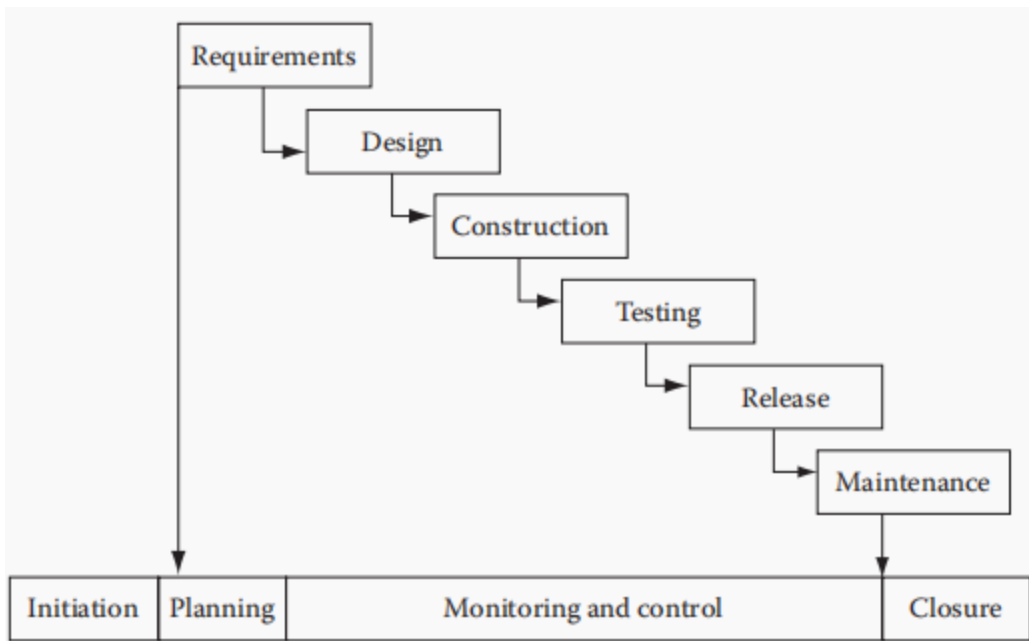 Requirements
Design
Construction
Testing
Release
Maintenance
Initiation
Planning
Monitoring and control
Closure